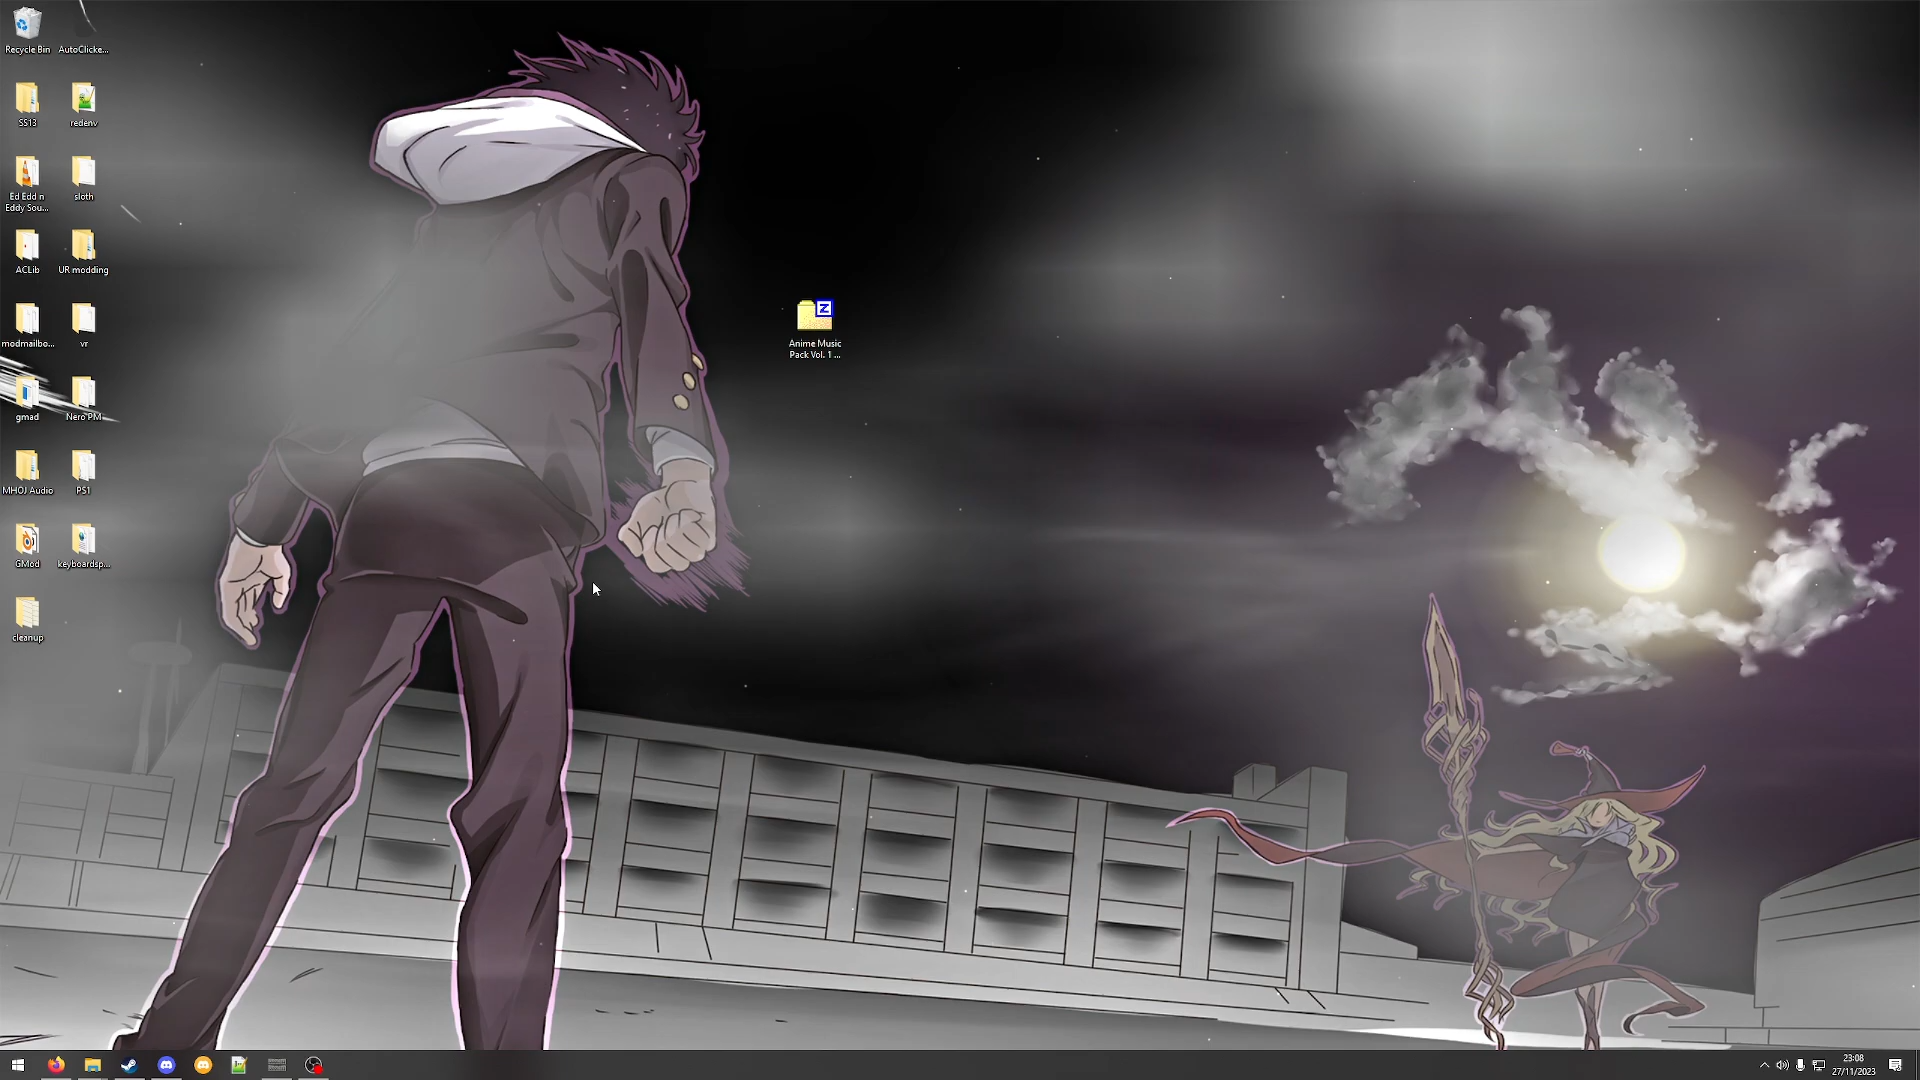 Recycle Bin
AutoClicke...
SS13
redenv
Ed Edd n
Eddy Sou...
sloth
ACLib
UR modding
modmailbo...
vr
gmad
Nero PM
MHOJ Audio
PS1
GMod
keyboardsp...
cleanup
Z
Anime Music
Pack Vol. 1 ...
23:08
27/11/2023